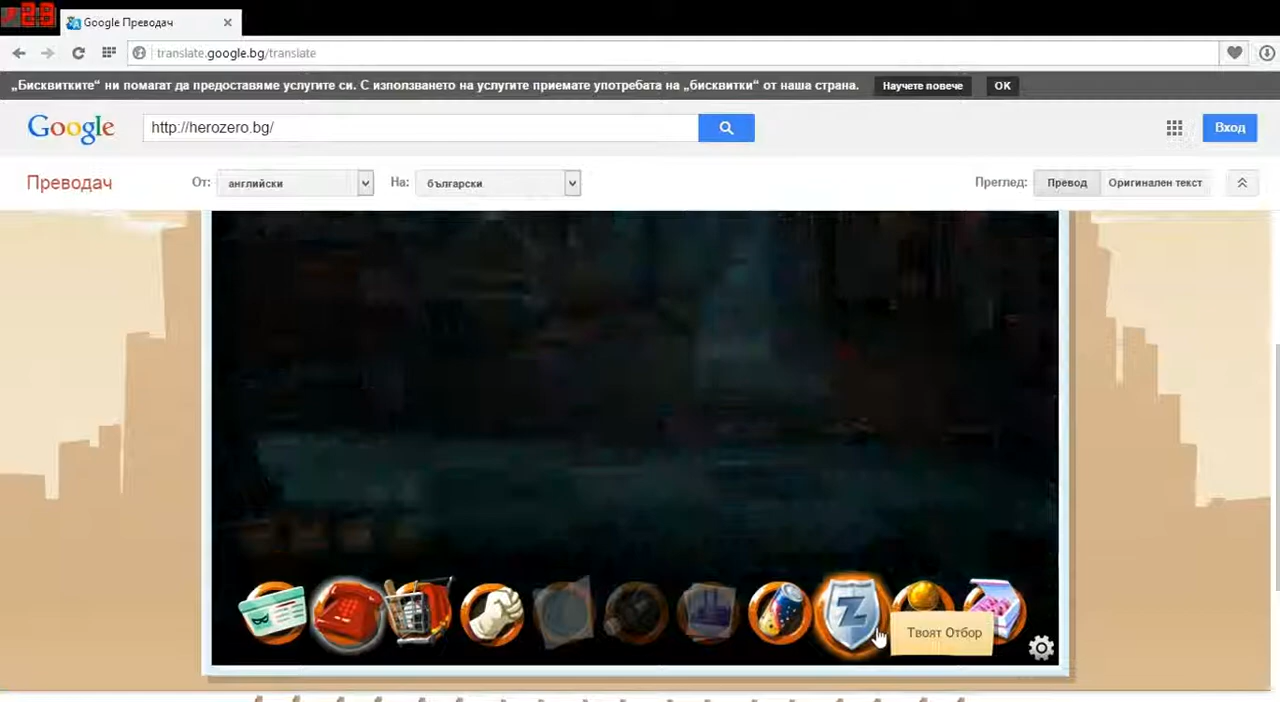 23
Google Преводач
translate.google.bg/translate
„Бисквитките“ ни помагат да предоставяме услугите си. С използването на услугите приемате употребата на „бисквитки“ от наша страна. Научете повече OK
Google http://herozero.bg/ Вход
Преводач От: английски На: български Преглед: Превод Оригинален текст
Z
Твоят Отбор